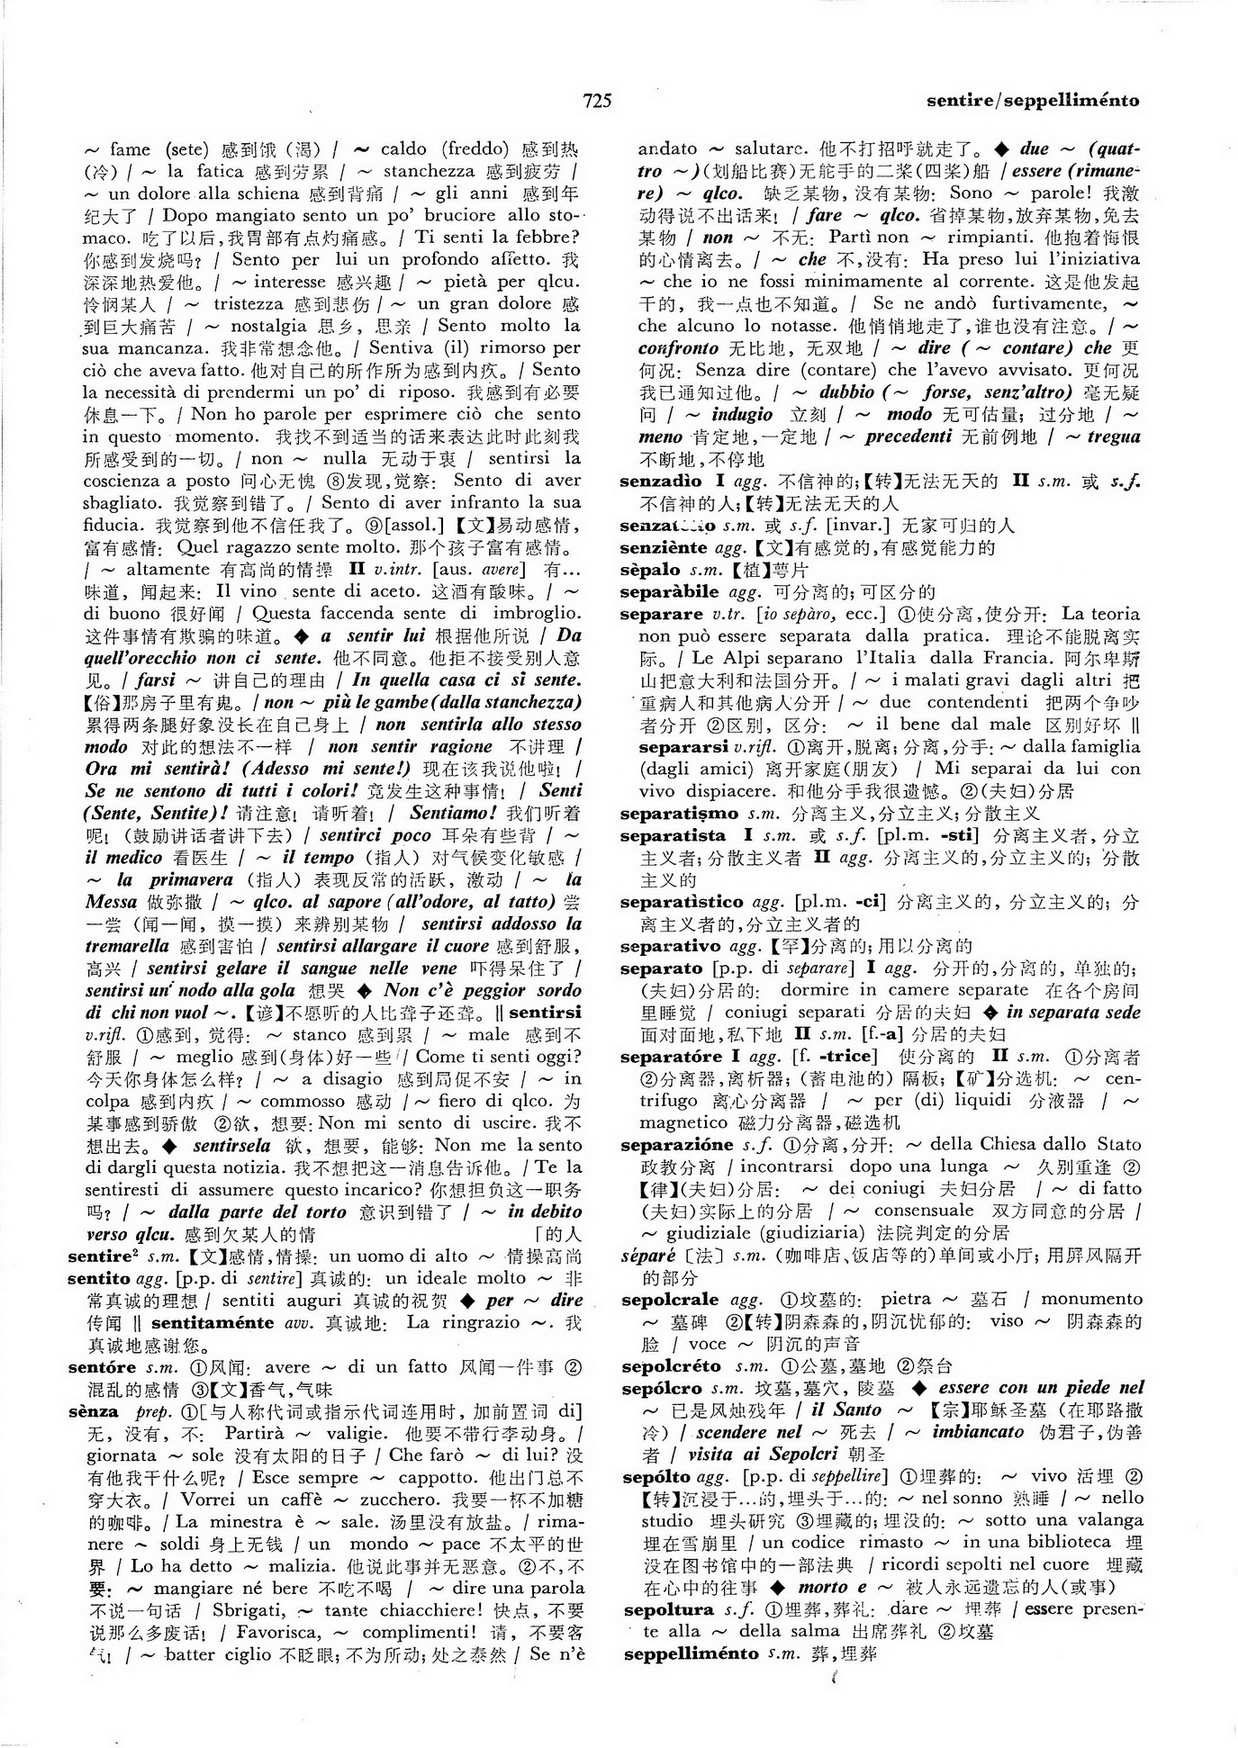 725
sentire/seppelliménto
~ fame (sete) 感到饿(渴) / ~ caldo (freddo) 感到热
(冷) / ~ la fatica 感到劳累 / ~ stanchezza 感到疲劳 /
~ un dolore alla schiena 感到背痛 / ~ gli anni 感到年
纪大了 / Dopo mangiato sento un po' bruciore allo sto-
maco. 吃了以后,我胃部有点灼痛感。/ Ti senti la febbre?
你感到发烧吗? / Sento per lui un profondo affetto. 我
深深地热爱他。/ ~ interesse 感兴趣 / ~ pietà per qlcu.
怜悯某人 / ~ tristezza 感到悲伤 / ~ un gran dolore 感
到巨大痛苦 / ~ nostalgia 思乡, 思亲 / Sento molto la
sua mancanza. 我非常想念他。/ Sentiva (il) rimorso per
ciò che aveva fatto. 他对自己的所作所为感到内疚。/ Sento
la necessità di prendermi un po' di riposo. 我感到有必要
休息一下。/ Non ho parole per esprimere ciò che sento
in questo momento. 我找不到适当的话来表达此时此刻我
所感受到的一切。/ non ~ nulla 无动于衷 / sentirsi la
coscienza a posto 问心无愧 ⑧发现,觉察: Sento di aver
sbagliato. 我觉察到错了。/ Sento di aver infranto la sua
fiducia. 我觉察到他不信任我了。⑨[assol.]【文】易动感情,
富有感情: Quel ragazzo sente molto. 那个孩子富有感情。
/ ~ altamente 有高尚的情操 II v.intr. [aus. avere] 有…
味道, 闻起来: Il vino sente di aceto. 这酒有酸味。/ ~
di buono 很好闻 / Questa faccenda sente di imbroglio.
这件事情有欺骗的味道。◆ a sentir lui 根据他所说 / Da
quell'orecchio non ci sente. 他不同意。他拒不接受别人意
见。/ farsi ~ 讲自己的理由 / In quella casa ci si sente.
【俗】那房子里有鬼。/ non ~ più le gambe (dalla stanchezza)
累得两条腿好象没长在自己身上 / non sentirla allo stesso
modo 对此的想法不一样 / non sentir ragione 不讲理 /
Ora mi sentirà! (Adesso mi sente!) 现在该我说他啦! /
Se ne sentono di tutti i colori! 竟发生这种事情! / Senti
(Sente, Sentite)! 请注意! 请听着! / Sentiamo! 我们听着
呢! (鼓励讲话者讲下去) / sentirci poco 耳朵有些背 / ~
il medico 看医生 / ~ il tempo (指人) 对气候变化敏感 /
~ la primavera (指人) 表现反常的活跃, 激动 / ~ la
Messa 做弥撒 / ~ qlco. al sapore (all'odore, al tatto) 尝
一尝 (闻一闻, 摸一摸) 来辨别某物 / sentirsi addosso la
tremarella 感到害怕 / sentirsi allargare il cuore 感到舒服,
高兴 / sentirsi gelare il sangue nelle vene 吓得呆住了 /
sentirsi un nodo alla gola 想哭 ◆ Non c'è peggior sordo
di chi non vuol ~. 【谚】不愿听的人比聋子还聋。‖ sentirsi
v.rifl. ①感到, 觉得: ~ stanco 感到累 / ~ male 感到不
舒服 / ~ meglio 感到(身体)好一些 / Come ti senti oggi?
今天你身体怎么样? / ~ a disagio 感到局促不安 / ~ in
colpa 感到内疚 / ~ commosso 感动 / ~ fiero di qlco. 为
某事感到骄傲 ②欲, 想要: Non mi sento di uscire. 我不
想出去。◆ sentirsela 欲, 想要, 能够: Non me la sento
di dargli questa notizia. 我不想把这一消息告诉他。/ Te la
sentiresti di assumere questo incarico? 你想担负这一职务
吗? / ~ dalla parte del torto 意识到错了 / ~ in debito
verso qlcu. 感到欠某人的情 「的人
sentire² s.m. 【文】感情,情操: un uomo di alto ~ 情操高尚
sentito agg. [p.p. di sentire] 真诚的: un ideale molto ~ 非
常真诚的理想 / sentiti auguri 真诚的祝贺 ◆ per ~ dire
传闻 ‖ sentitaménte avv. 真诚地: La ringrazio ~. 我
真诚地感谢您。
sentóre s.m. ①风闻: avere ~ di un fatto 风闻一件事 ②
混乱的感情 ③【文】香气,气味
sènza prep. ①[与人称代词或指示代词连用时, 加前置词 di]
无, 没有, 不: Partirà ~ valigie. 他要不带行李动身。/
giornata ~ sole 没有太阳的日子 / Che farò ~ di lui? 没
有他我干什么呢? / Esce sempre ~ cappotto. 他出门总不
穿大衣。/ Vorrei un caffè ~ zucchero. 我要一杯不加糖
的咖啡。/ La minestra è ~ sale. 汤里没有放盐。/ rima-
nere ~ soldi 身上无钱 / un mondo ~ pace 不太平的世
界 / Lo ha detto ~ malizia. 他说此事并无恶意。②不,不
要: ~ mangiare né bere 不吃不喝 / ~ dire una parola
不说一句话 / Sbrigati, ~ tante chiacchiere! 快点, 不要
说那么多废话! / Favorisca, ~ complimenti! 请, 不要客
气! / ~ batter ciglio 不眨眼; 不为所动; 处之泰然 / Se n'è
andato ~ salutare. 他不打招呼就走了。◆ due ~ (quat-
tro ~) (划船比赛)无舵手的二桨(四桨)船 / essere (rimane-
re) ~ qlco. 缺乏某物, 没有某物: Sono ~ parole! 我激
动得说不出话来! / fare ~ qlco. 省掉某物,放弃某物,免去
某物 / non ~ 不无: Partì non ~ rimpianti. 他抱着悔恨
的心情离去。/ ~ che 不,没有: Ha preso lui l'iniziativa
~ che io ne fossi minimamente al corrente. 这是他发起
干的, 我一点也不知道。/ Se ne andò furtivamente, ~
che alcuno lo notasse. 他悄悄地走了,谁也没有注意。/ ~
confronto 无比地, 无双地 / ~ dire ( ~ contare) che 更
何况: Senza dire (contare) che l'avevo avvisato. 更何况
我已通知过他。/ ~ dubbio (~ forse, senz'altro) 毫无疑
问 / ~ indugio 立刻 / ~ modo 无可估量; 过分地 / ~
meno 肯定地,一定地 / ~ precedenti 无前例地 / ~ tregua
不断地,不停地
senzadìo I agg. 不信神的;【转】无法无天的 II s.m. 或 s.f.
不信神的人;【转】无法无天的人
s.m. 或 s.f. [invar.] 无家可归的人
senziènte agg. 【文】有感觉的,有感觉能力的
sèpalo s.m. 【植】萼片
separàbile agg. 可分离的; 可区分的
separare v.tr. [io sepàro, ecc.] ①使分离,使分开: La teoria
non può essere separata dalla pratica. 理论不能脱离实
际。/ Le Alpi separano l'Italia dalla Francia. 阿尔卑斯
山把意大利和法国分开。/ ~ i malati gravi dagli altri 把
重病人和其他病人分开 / ~ due contendenti 把两个争吵
者分开 ②区别, 区分: ~ il bene dal male 区别好坏 ‖
separarsi v.rifl. ①离开,脱离; 分离,分手: ~ dalla famiglia
(dagli amici) 离开家庭(朋友) / Mi separai da lui con
vivo dispiacere. 和他分手我很遗憾。②(夫妇)分居
separatismo s.m. 分离主义,分立主义; 分散主义
separatista I s.m. 或 s.f. [pl.m. -sti] 分离主义者, 分立
主义者; 分散主义者 II agg. 分离主义的,分立主义的; 分散
主义的
separatistico agg. [pl.m. -ci] 分离主义的, 分立主义的; 分
离主义者的,分立主义者的
separativo agg. 【罕】分离的; 用以分离的
separato [p.p. di separare] I agg. 分开的,分离的, 单独的;
(夫妇)分居的: dormire in camere separate 在各个房间
里睡觉 / coniugi separati 分居的夫妇 ◆ in separata sede
面对面地,私下地 II s.m. [f.-a] 分居的夫妇
separatóre I agg. [f. -trice] 使分离的 II s.m. ①分离者
②分离器,离析器; (蓄电池的) 隔板;【矿】分选机: ~ cen-
trifugo 离心分离器 / ~ per (di) liquidi 分液器 / ~
magnetico 磁力分离器,磁选机
separazióne s.f. ①分离,分开: ~ della Chiesa dallo Stato
政教分离 / incontrarsi dopo una lunga ~ 久别重逢 ②
【律】(夫妇)分居: ~ dei coniugi 夫妇分居 / ~ di fatto
(夫妇)实际上的分居 / ~ consensuale 双方同意的分居 /
~ giudiziale (giudiziaria) 法院判定的分居
séparé〔法〕s.m. (咖啡店、饭店等的)单间或小厅; 用屏风隔开
的部分
sepolcrale agg. ①坟墓的: pietra ~ 墓石 / monumento
~ 墓碑 ②【转】阴森森的,阴沉忧郁的: viso ~ 阴森森的
脸 / voce ~ 阴沉的声音
sepolcréto s.m. ①公墓,墓地 ②祭台
sepólcro s.m. 坟墓,墓穴, 陵墓 ◆ essere con un piede nel
~ 已是风烛残年 / il Santo ~ 【宗】耶稣圣墓 (在耶路撒
冷) / scendere nel ~ 死去 / ~ imbiancato 伪君子,伪善
者 / visita ai Sepolcri 朝圣
sepólto agg. [p.p. di seppellire] ①埋葬的: ~ vivo 活埋 ②
【转】沉浸于…的,埋头于…的: ~ nel sonno 熟睡 / ~ nello
studio 埋头研究 ③埋藏的; 埋没的: ~ sotto una valanga
埋在雪崩里 / un codice rimasto ~ in una biblioteca 埋
没在图书馆中的一部法典 / ricordi sepolti nel cuore 埋藏
在心中的往事 ◆ morto e ~ 被人永远遗忘的人(或事)
sepoltura s.f. ①埋葬,葬礼: dare ~ 埋葬 / essere presen-
te alla ~ della salma 出席葬礼 ②坟墓
seppelliménto s.m. 葬,埋葬